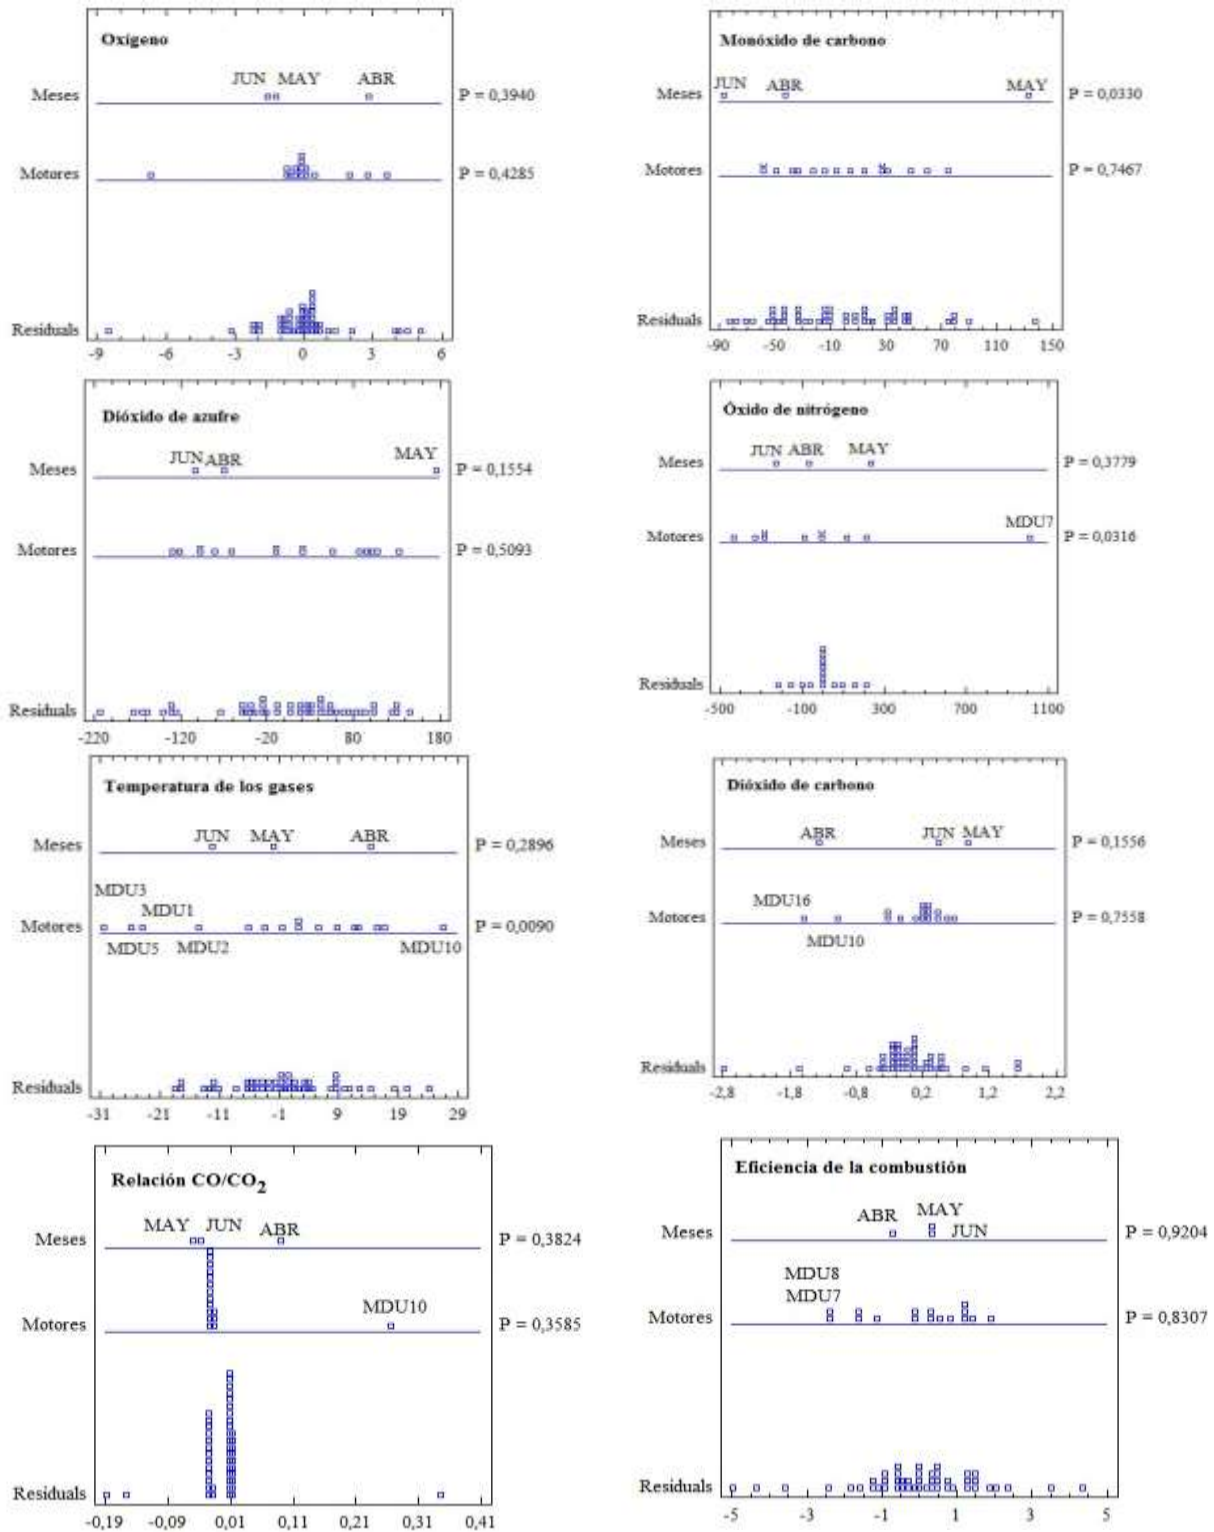 Oxígeno
JUN MAY ABR
Meses P = 0,3940
Motores P = 0,4285
Residuals
-9 -6 -3 0 3 6
Monóxido de carbono
JUN ABR MAY
Meses P = 0,0330
Motores P = 0,7467
Residuals
-90 -50 -10 30 70 110 150
Dióxido de azufre
JUN ABR MAY
Meses P = 0,1554
Motores P = 0,5093
Residuals
-220 -120 -20 80 180
Óxido de nitrógeno
JUN ABR MAY
Meses P = 0,3779
MDU7
Motores P = 0,0316
Residuals
-500 -100 300 700 1100
Temperatura de los gases
JUN MAY ABR
Meses P = 0,2896
MDU3
MDU1
Motores P = 0,0090
MDU5 MDU2 MDU10
Residuals
-31 -21 -11 -1 9 19 29
Dióxido de carbono
ABR JUN MAY
Meses P = 0,1556
MDU16
Motores P = 0,7558
MDU10
Residuals
-2,8 -1,8 -0,8 0,2 1,2 2,2
Relación CO/CO2
MAY JUN ABR
Meses P = 0,3824
MDU10
Motores P = 0,3585
Residuals
-0,19 -0,09 0,01 0,11 0,21 0,31 0,41
Eficiencia de la combustión
ABR MAY
Meses JUN P = 0,9204
MDU8
MDU7
Motores P = 0,8307
Residuals
-5 -3 -1 1 3 5